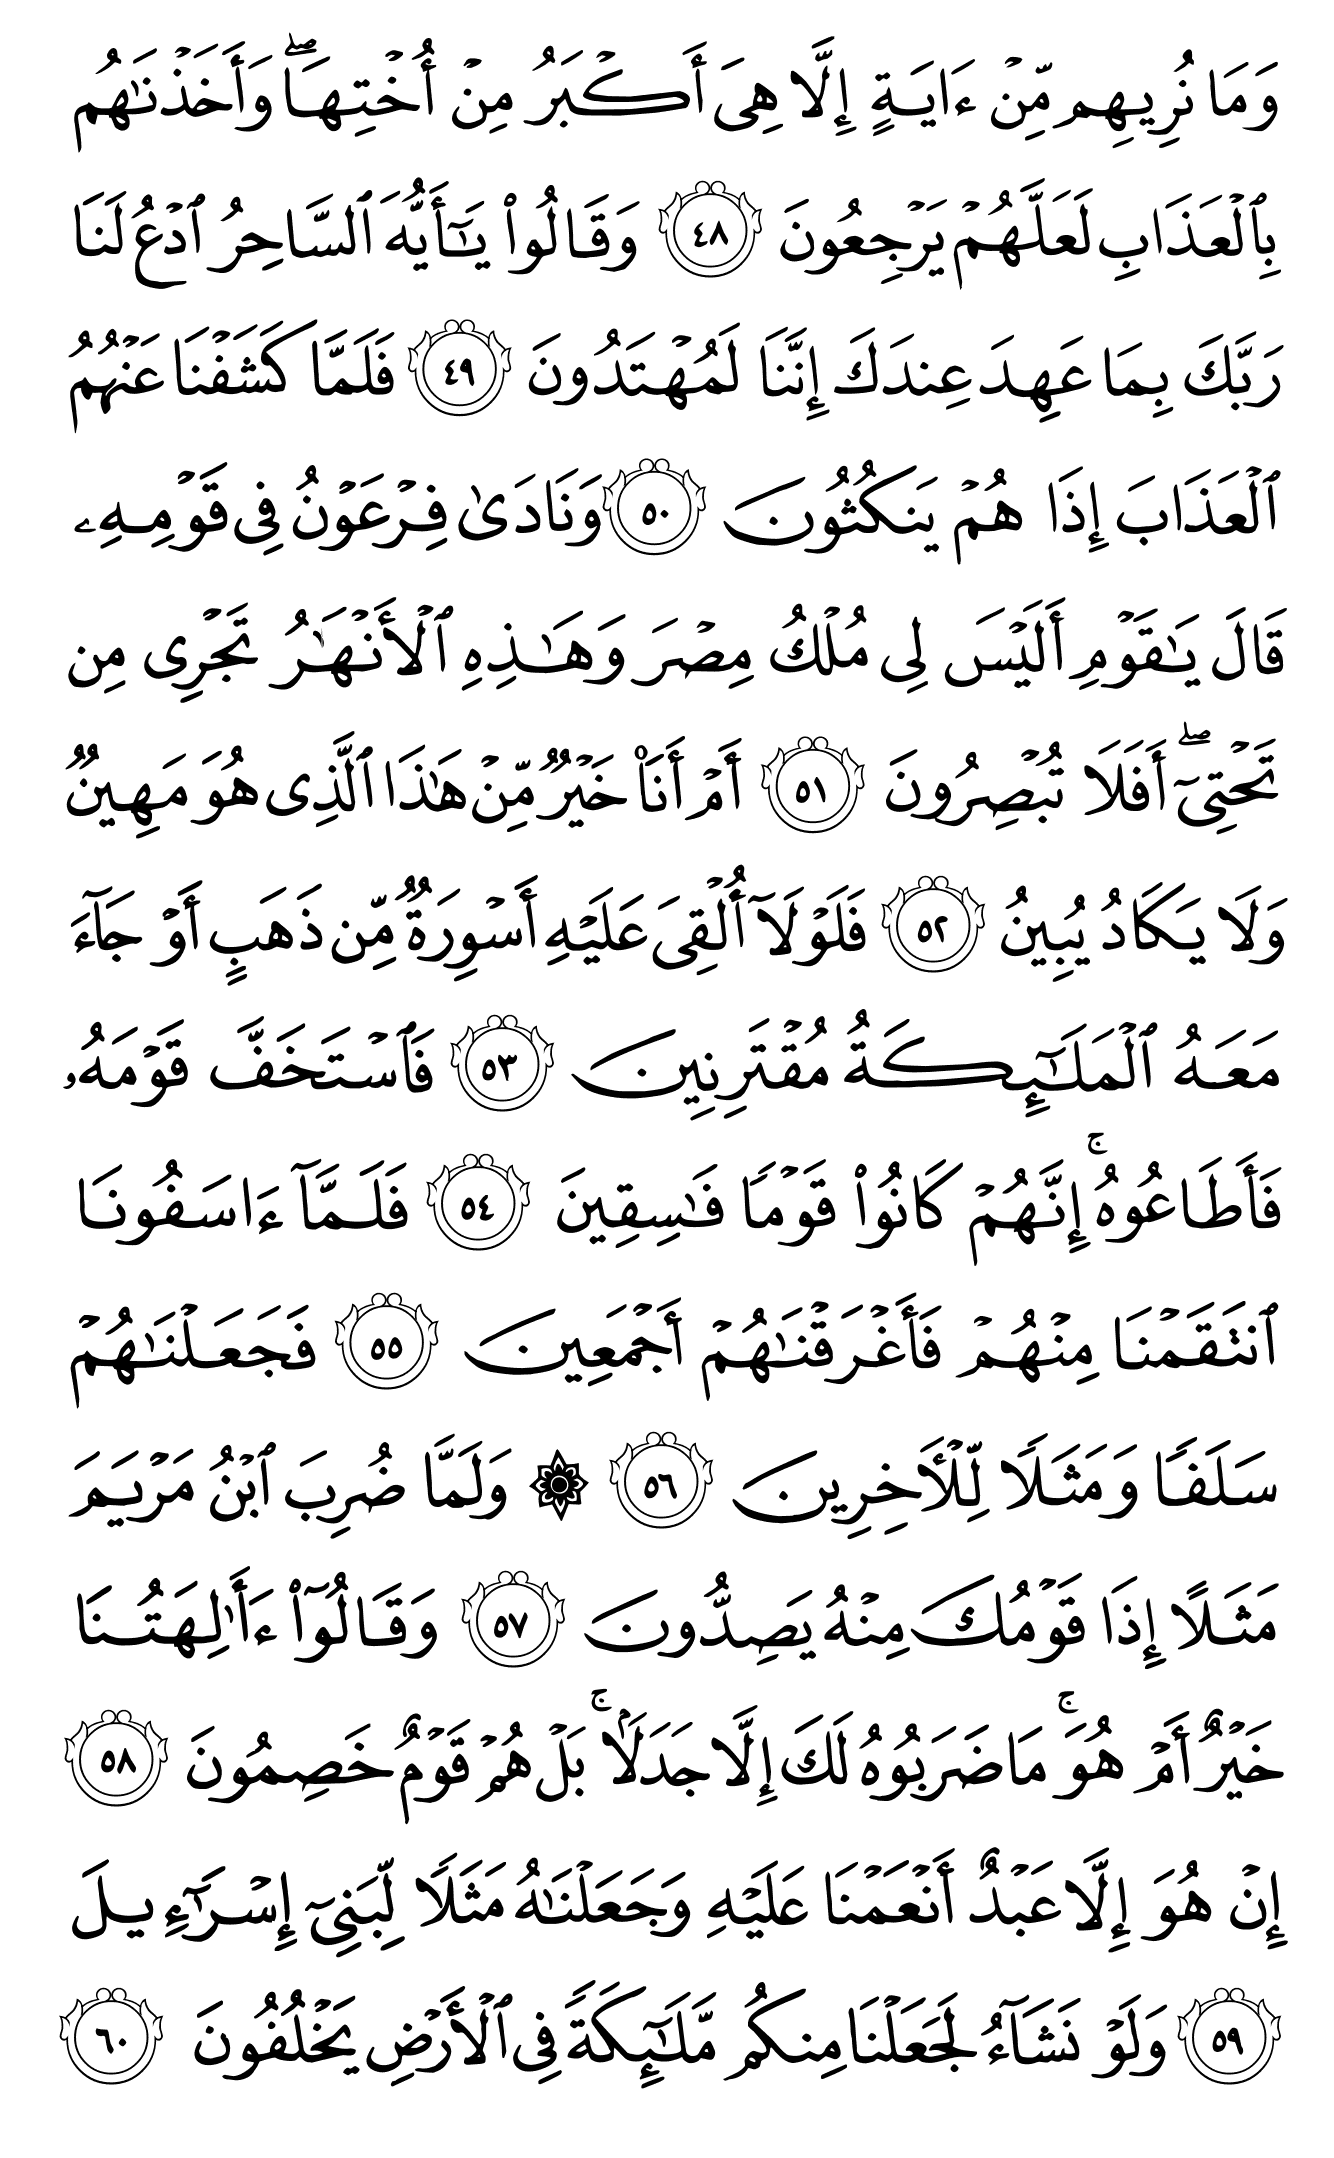 وَمَا نُرِيهِم مِّنْ ءَايَةٍ إِلَّا هِىَ أَكْبَرُ مِنْ أُخْتِهَا ۖ وَأَخَذْنَٰهُم
بِٱلْعَذَابِ لَعَلَّهُمْ يَرْجِعُونَ ٤٨ وَقَالُوا۟ يَٰٓأَيُّهَ ٱلسَّاحِرُ ٱدْعُ لَنَا
رَبَّكَ بِمَا عَهِدَ عِندَكَ إِنَّنَا لَمُهْتَدُونَ ٤٩ فَلَمَّا كَشَفْنَا عَنْهُمُ
ٱلْعَذَابَ إِذَا هُمْ يَنكُثُونَ ٥٠ وَنَادَىٰ فِرْعَوْنُ فِى قَوْمِهِۦ
قَالَ يَٰقَوْمِ أَلَيْسَ لِى مُلْكُ مِصْرَ وَهَٰذِهِ ٱلْأَنْهَٰرُ تَجْرِى مِن
تَحْتِىٓ ۖ أَفَلَا تُبْصِرُونَ ٥١ أَمْ أَنَا۠ خَيْرٌ مِّنْ هَٰذَا ٱلَّذِى هُوَ مَهِينٌ
وَلَا يَكَادُ يُبِينُ ٥٢ فَلَوْلَآ أُلْقِىَ عَلَيْهِ أَسْوِرَةٌ مِّن ذَهَبٍ أَوْ جَآءَ
مَعَهُ ٱلْمَلَٰٓئِكَةُ مُقْتَرِنِينَ ٥٣ فَٱسْتَخَفَّ قَوْمَهُۥ
فَأَطَاعُوهُ ۚ إِنَّهُمْ كَانُوا۟ قَوْمًا فَٰسِقِينَ ٥٤ فَلَمَّآ ءَاسَفُونَا
ٱنتَقَمْنَا مِنْهُمْ فَأَغْرَقْنَٰهُمْ أَجْمَعِينَ ٥٥ فَجَعَلْنَٰهُمْ
سَلَفًا وَمَثَلًا لِّلْـَٔاخِرِينَ ٥٦ ۞ وَلَمَّا ضُرِبَ ٱبْنُ مَرْيَمَ
مَثَلًا إِذَا قَوْمُكَ مِنْهُ يَصِدُّونَ ٥٧ وَقَالُوٓا۟ ءَأَٰلِهَتُنَا
خَيْرٌ أَمْ هُوَ ۚ مَا ضَرَبُوهُ لَكَ إِلَّا جَدَلًۢا ۚ بَلْ هُمْ قَوْمٌ خَصِمُونَ ٥٨
إِنْ هُوَ إِلَّا عَبْدٌ أَنْعَمْنَا عَلَيْهِ وَجَعَلْنَٰهُ مَثَلًا لِّبَنِىٓ إِسْرَٰٓءِيلَ
٥٩ وَلَوْ نَشَآءُ لَجَعَلْنَا مِنكُم مَّلَٰٓئِكَةً فِى ٱلْأَرْضِ يَخْلُفُونَ ٦٠